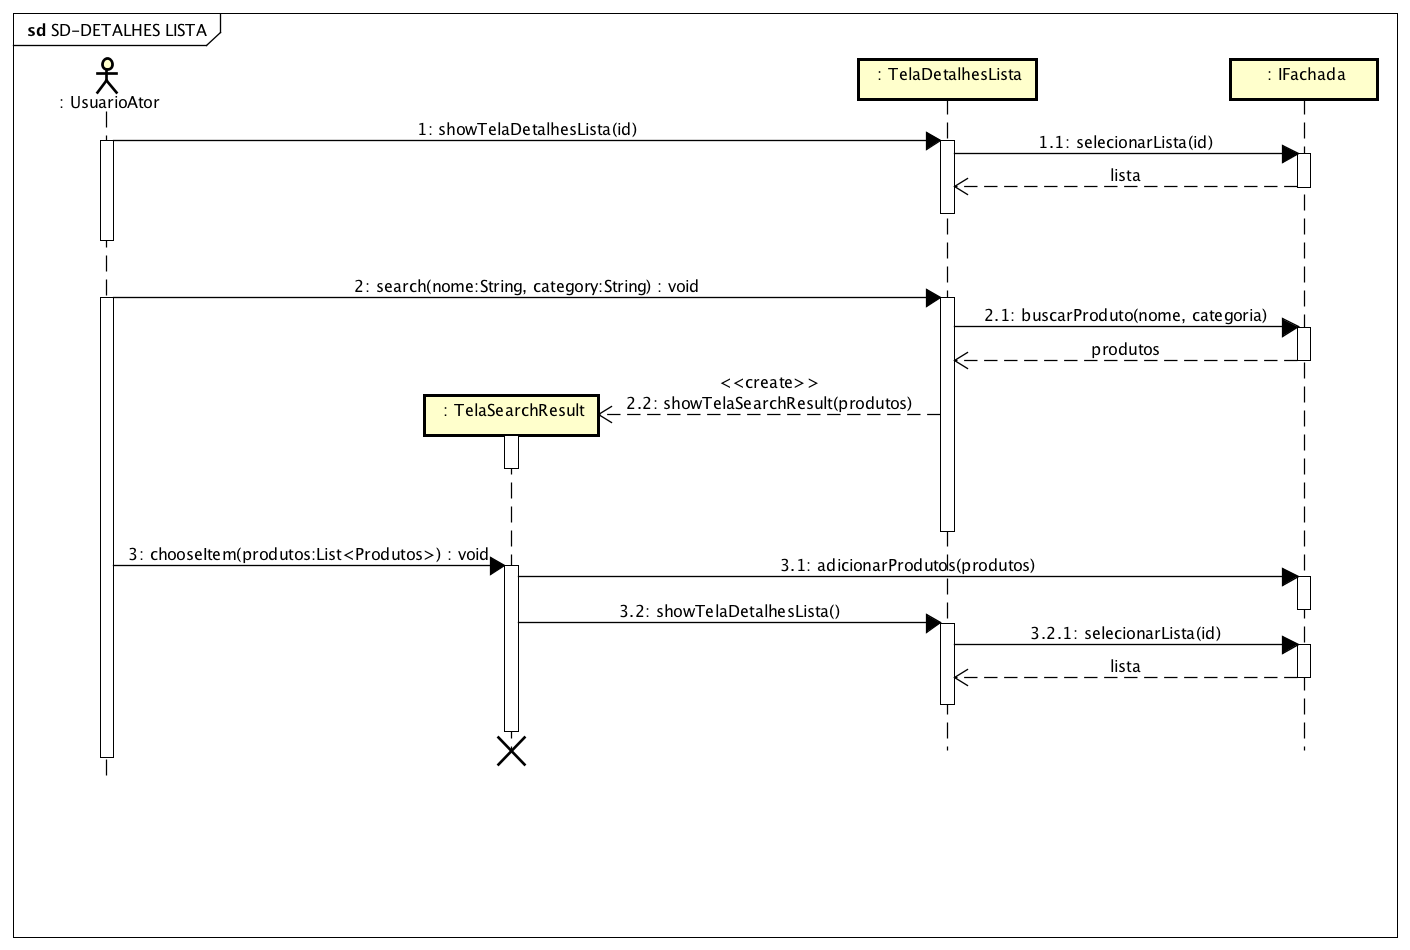 sd SD-DETALHES LISTA
: UsuarioAtor
: TelaDetalhesLista
: IFachada
1: showTelaDetalhesLista(id)
1.1: selecionarLista(id)
lista
2: search(nome:String, category:String) : void
2.1: buscarProduto(nome, categoria)
produtos
<<create>>
2.2: showTelaSearchResult(produtos)
: TelaSearchResult
3: chooseItem(produtos:List<Produtos>) : void
3.1: adicionarProdutos(produtos)
3.2: showTelaDetalhesLista()
3.2.1: selecionarLista(id)
lista